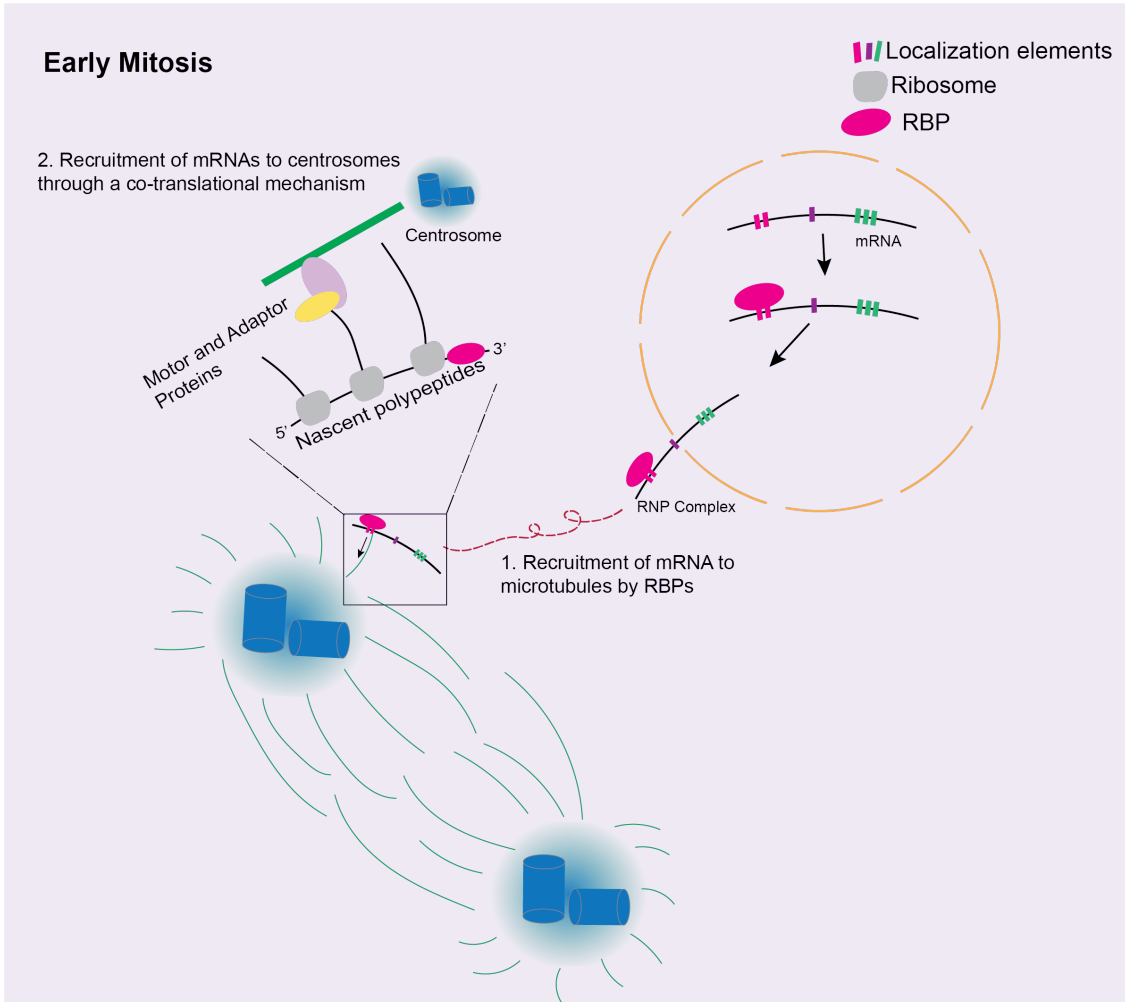 Early Mitosis
Localization elements
Ribosome
RBP
2. Recruitment of mRNAs to centrosomes
through a co-translational mechanism
Centrosome
mRNA
Motor and Adaptor
Proteins
3’
Nascent polypeptides
5’
RNP Complex
1. Recruitment of mRNA to
microtubules by RBPs